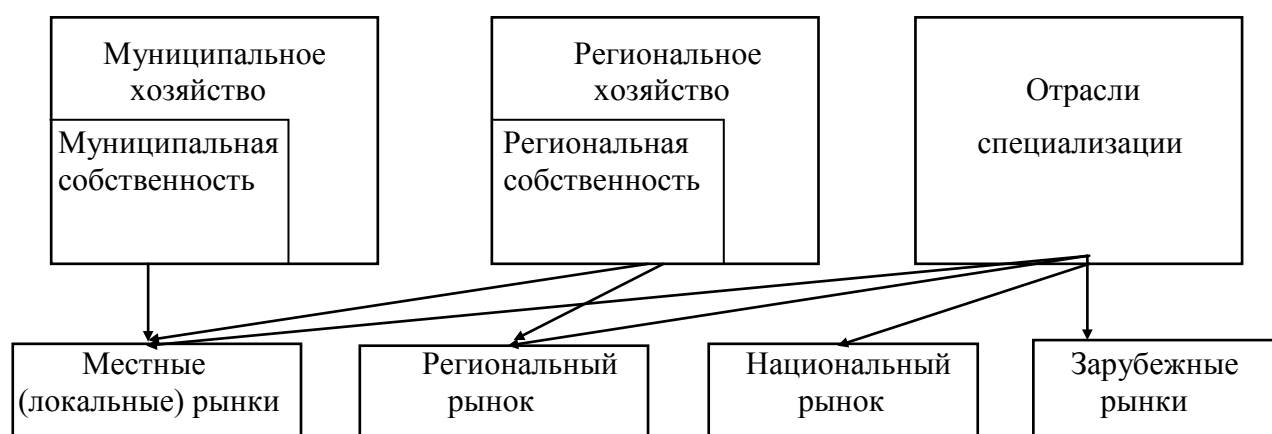 Муниципальное
хозяйство
Муниципальная
собственность
Региональное
хозяйство
Региональная
собственность
Отрасли
специализации
Местные
(локальные) рынки
Региональный
рынок
Национальный
рынок
Зарубежные
рынки